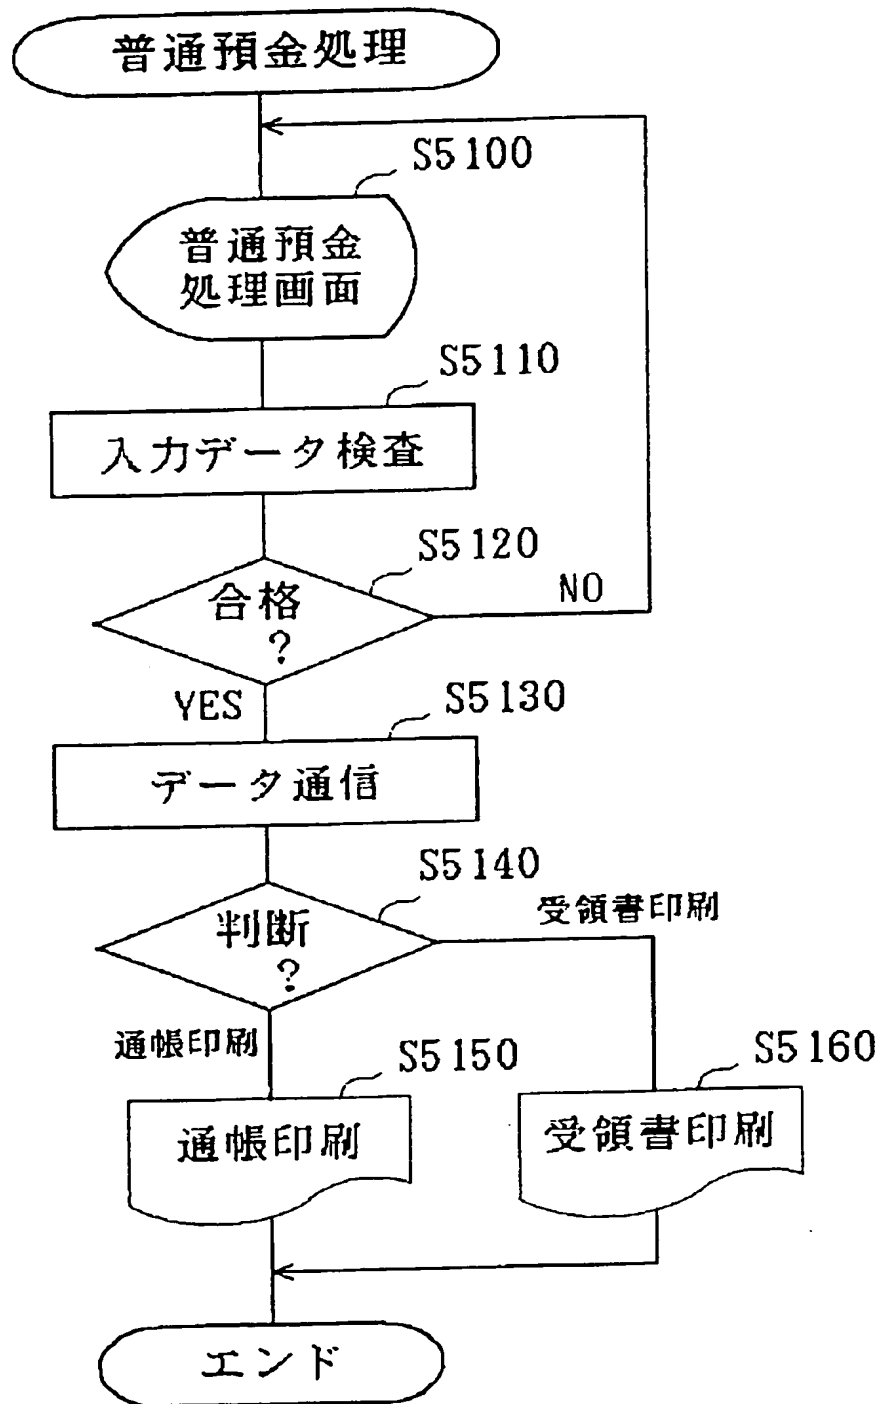 普通預金処理
S5100
普通預金
処理画面
S5110
入力データ検査
S5120
合格
?
NO
YES
S5130
データ通信
S5140
判断
?
受領書印刷
通帳印刷
S5150
通帳印刷
S5160
受領書印刷
エンド